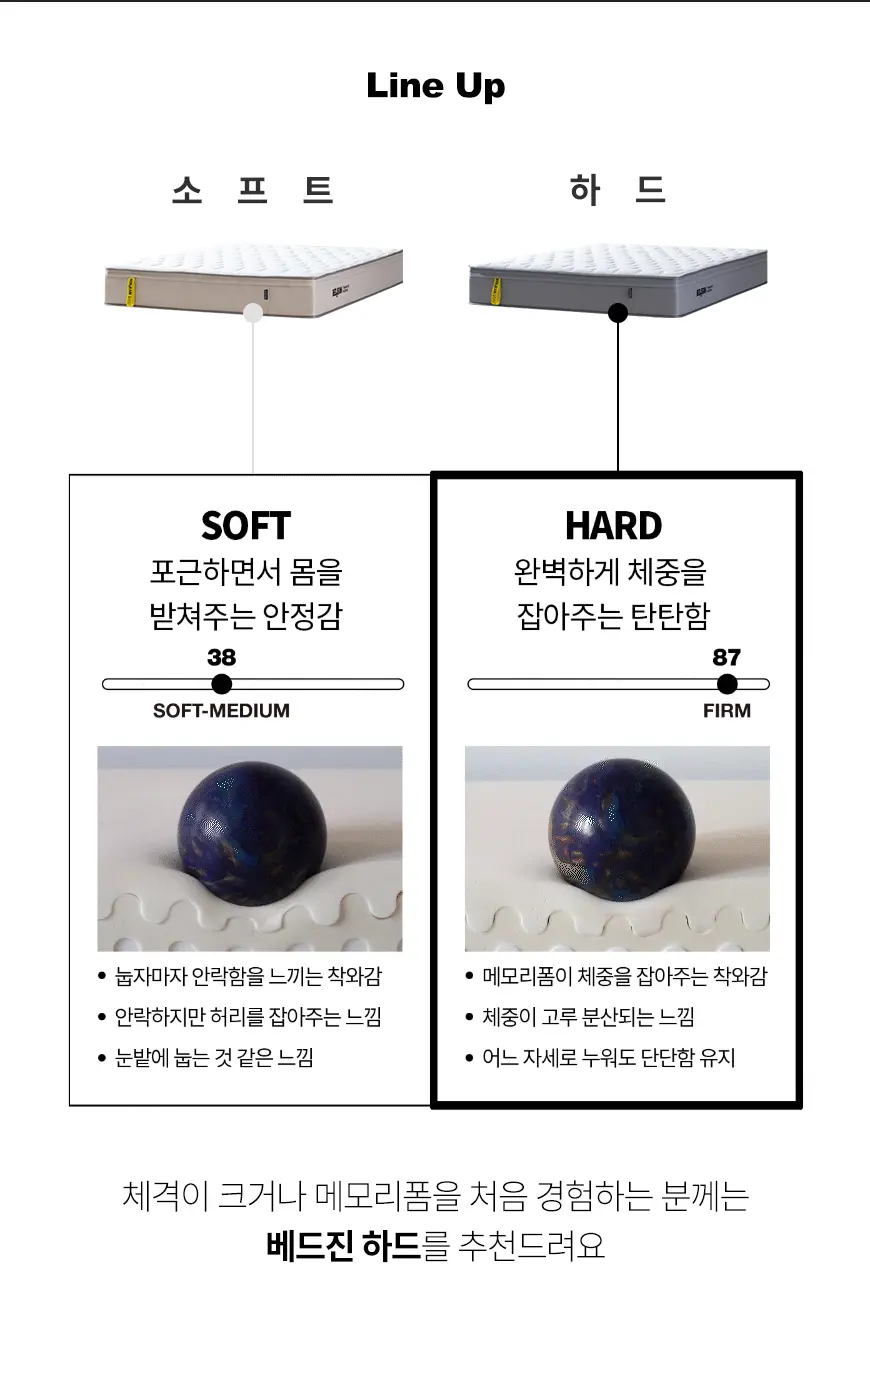 Line Up
소 프 트
하 드
SOFT
포근하면서 몸을
받쳐주는 안정감
38
SOFT-MEDIUM
• 눕자마자 안락함을 느끼는 착와감
• 안락하지만 허리를 잡아주는 느낌
• 눈밭에 눕는 것 같은 느낌
HARD
완벽하게 체중을
잡아주는 탄탄함
87
FIRM
• 메모리폼이 체중을 잡아주는 착와감
• 체중이 고루 분산되는 느낌
• 어느 자세로 누워도 단단함 유지
체격이 크거나 메모리폼을 처음 경험하는 분께는
베드진 하드를 추천드려요